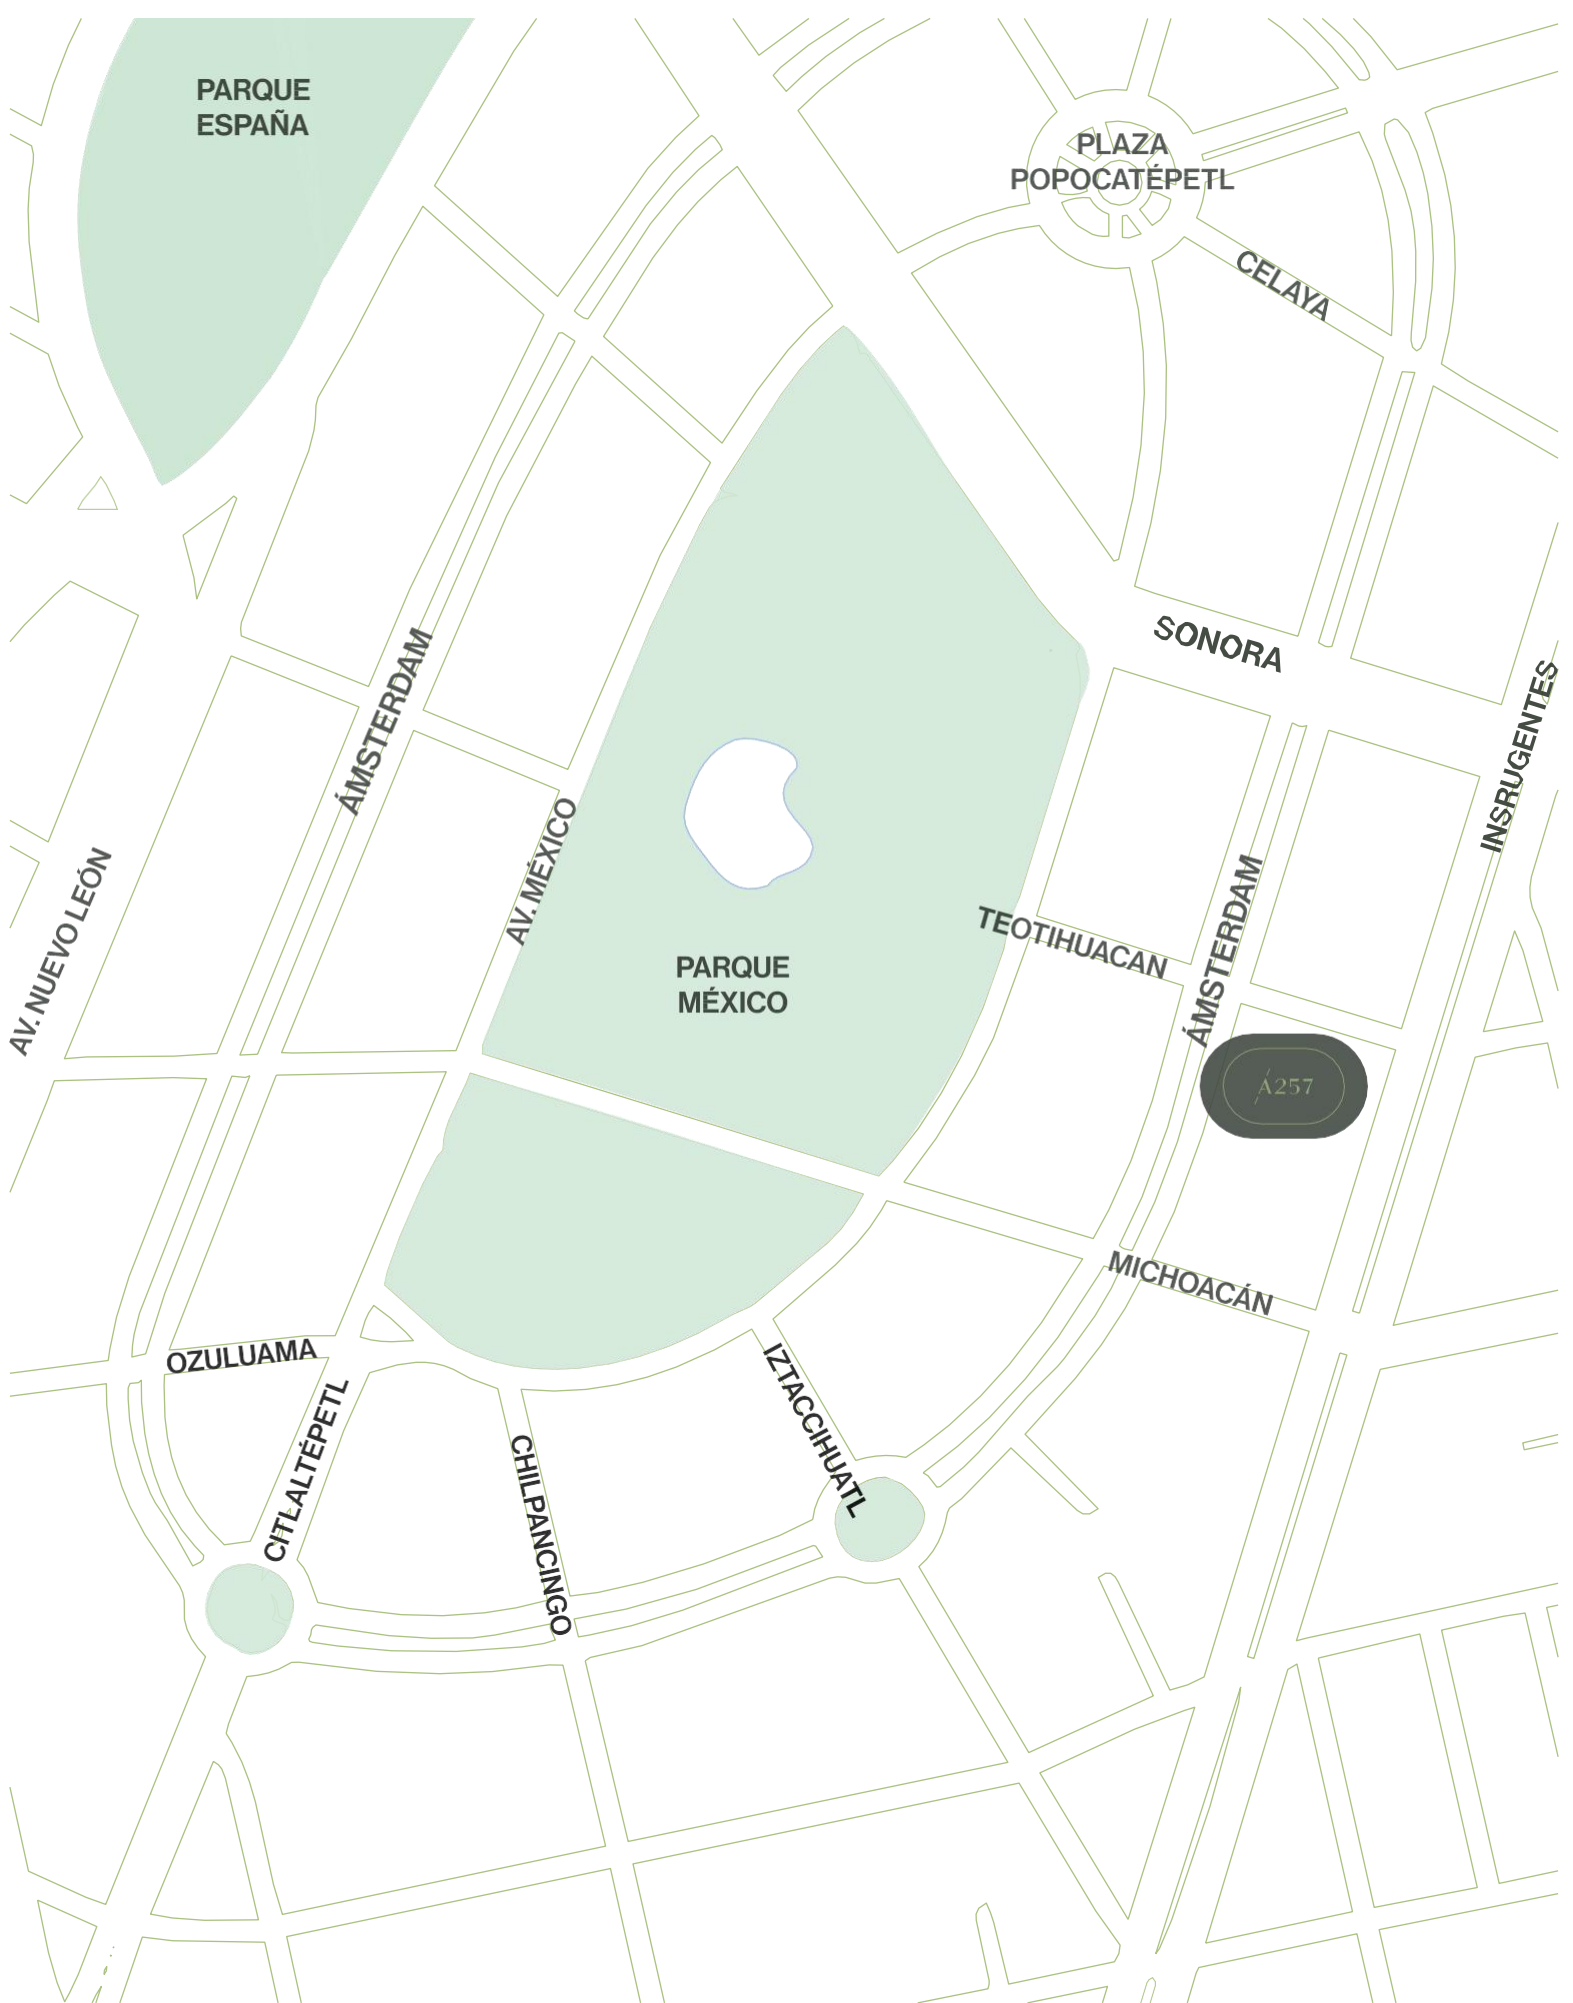 PARQUE
ESPAÑA
PLAZA
POPOCATÉPETL
CELAYA
SONORA
ÁMSTERDAM
INSRUGENTES
AV. MÉXICO
AV. NUEVO LEÓN
PARQUE
MÉXICO
TEOTIHUACAN
ÁMSTERDAM
A257
MICHOACÁN
OZULUAMA
IZTACCIHUATL
CITLALTÉPETL
CHILPANCINGO